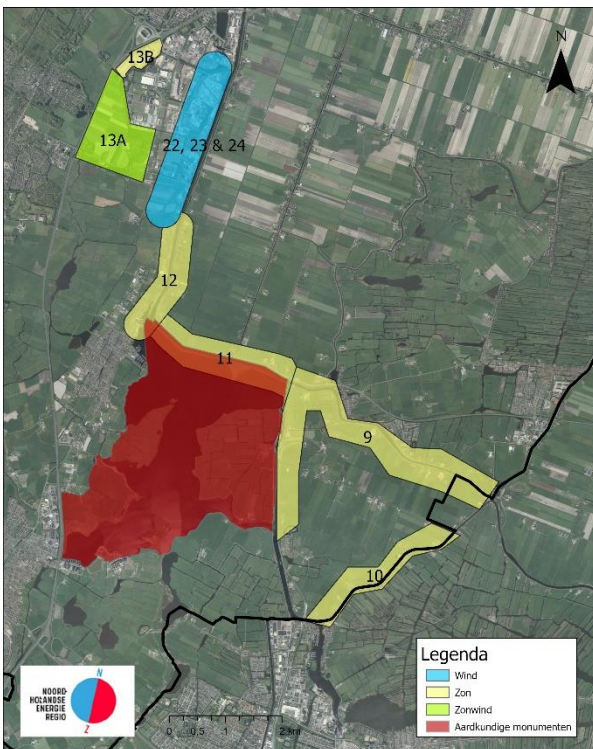 13B
N
22, 23 & 24
13A
12
11
9
10
Legenda
Wind
Zon
Zonwind
Aardkundige monumenten
N
NOORD-
HOLLANDSE
ENERGIE
REGIO
Z
0 0,5 1 2 km